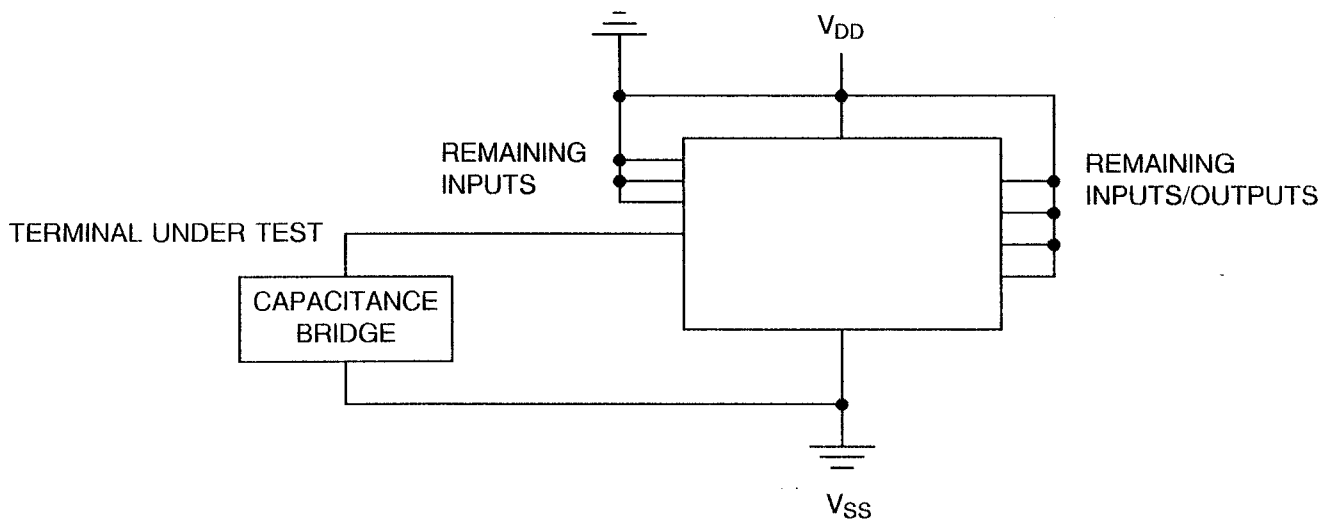 V_DD
REMAINING
INPUTS
REMAINING
INPUTS/OUTPUTS
TERMINAL UNDER TEST
CAPACITANCE
BRIDGE
V_SS